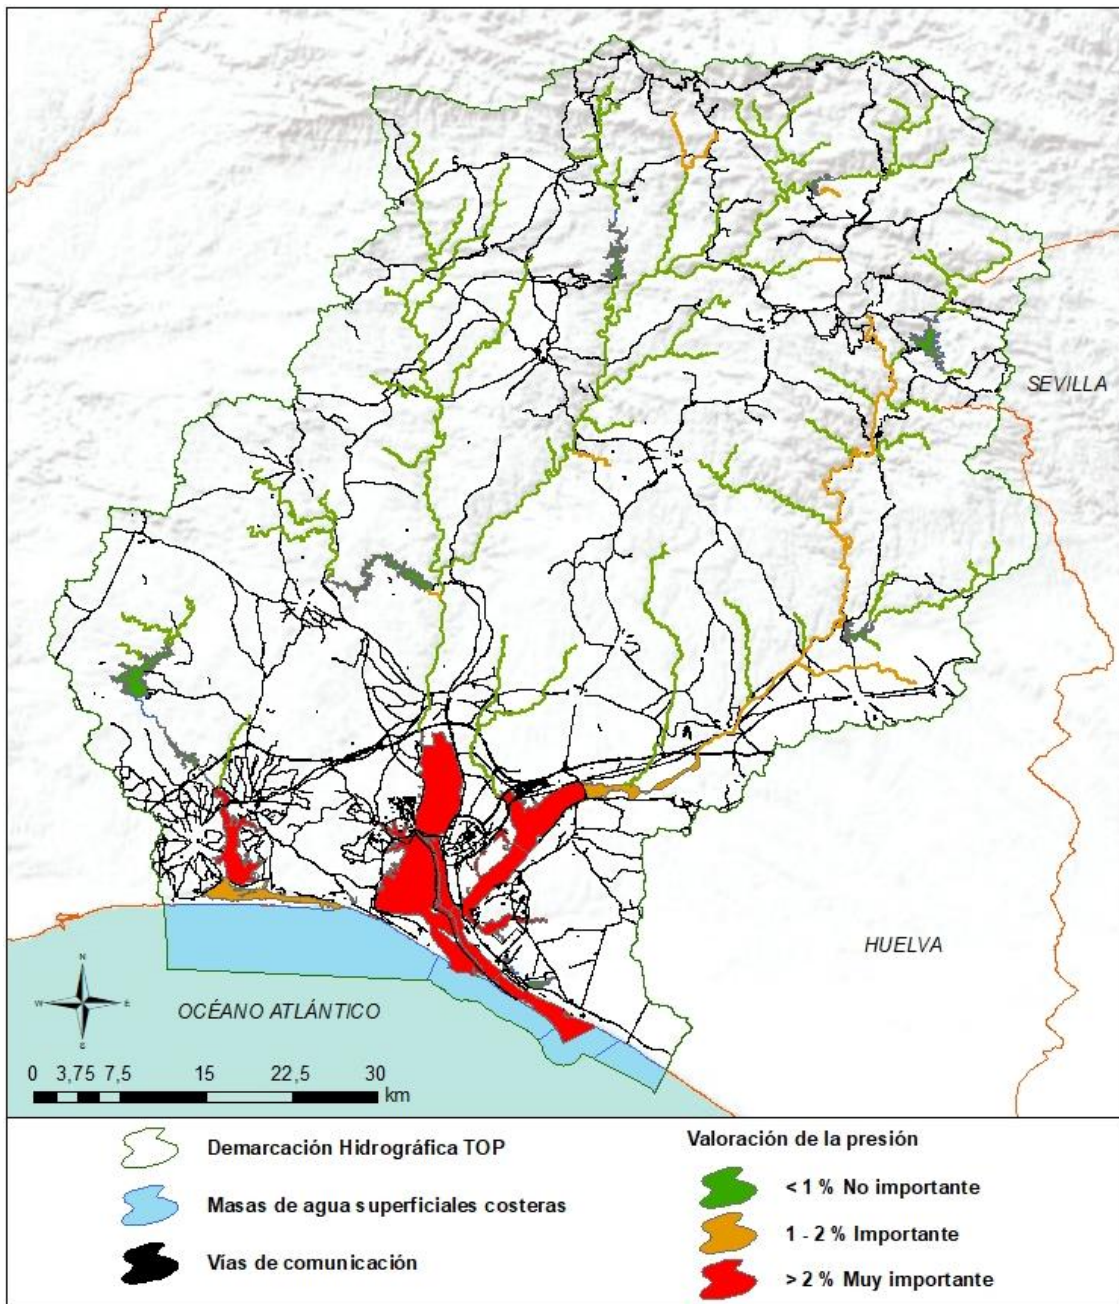 SEVILLA
HUELVA
OCÉANO ATLÁNTICO
N
W
E
S
0 3,75 7,5 15 22,5 30
km
Demarcación Hidrográfica TOP
Masas de agua superficiales costeras
Vías de comunicación
Valoración de la presión
< 1 % No importante
1 - 2 % Importante
> 2 % Muy importante